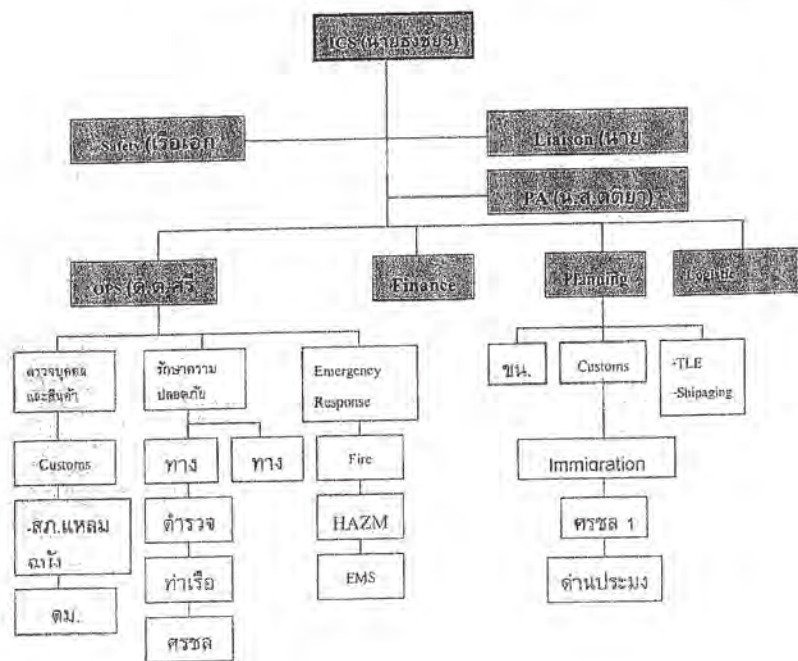 ICS (นายธงชัยฯ)
Safety (เรือเอก
Liaison (นาย
PA (น.ส.ตติยา)
OPS (ด.ต.ศรี
Finance
Planning
Logistic
ตรวจบุคคล
และสินค้า
รักษาความ
ปลอดภัย
Emergency
Response
ชน.
Customs
-TLE
-Shipaging
Customs
ทาง
ทาง
Fire
Immigration
-สภ.แหลม
ฉบัง
ตำรวจ
HAZM
ศรชล 1
ท่าเรือ
EMS
ด่านประมง
ตม.
ศรชล